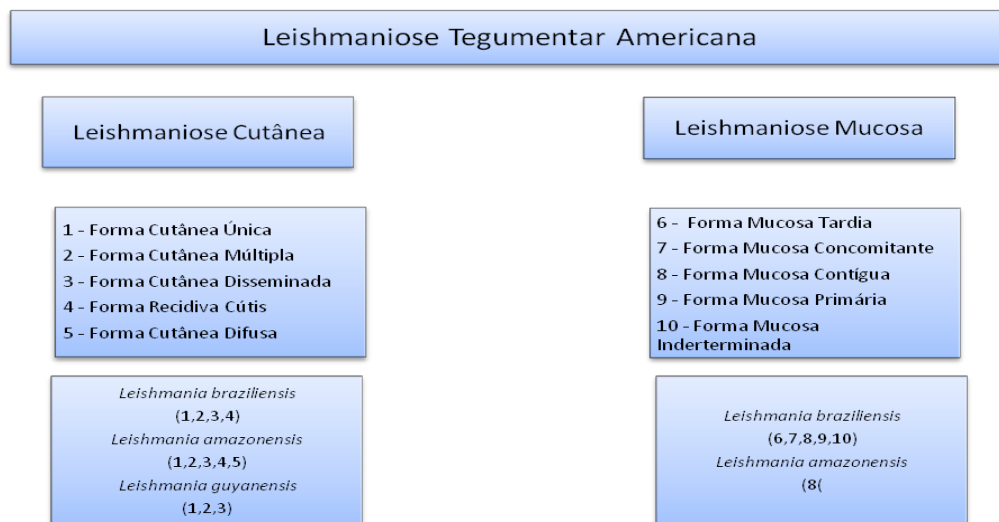 Leishmaniose Tegumentar Americana
Leishmaniose Cutânea
Leishmaniose Mucosa
1 - Forma Cutânea Única
2 - Forma Cutânea Múltipla
3 - Forma Cutânea Disseminada
4 - Forma Recidiva Cútis
5 - Forma Cutânea Difusa
6 - Forma Mucosa Tardia
7 - Forma Mucosa Concomitante
8 - Forma Mucosa Contígua
9 - Forma Mucosa Primária
10 - Forma Mucosa
Inderterminada
Leishmania braziliensis
(1,2,3,4)
Leishmania amazonensis
(1,2,3,4,5)
Leishmania guyanensis
(1,2,3)
Leishmania braziliensis
(6,7,8,9,10)
Leishmania amazonensis
(8(